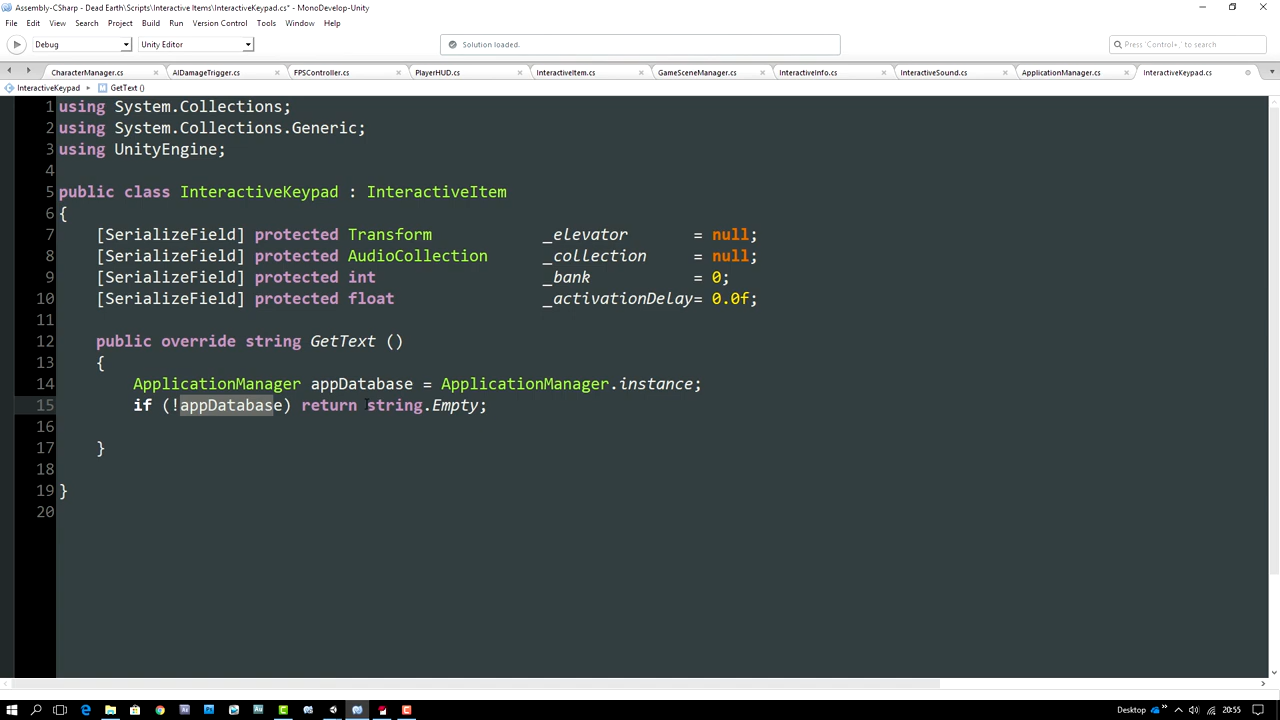 Assembly-CSharp - Dead Earth\Scripts\Interactive Items\InteractiveKeypad.cs* - MonoDevelop-Unity
File Edit View Search Project Build Run Version Control Tools Window Help
Debug Unity Editor Solution loaded. Press 'Control+,' to search
CharacterManager.cs AIDamageTrigger.cs FPSController.cs PlayerHUD.cs InteractiveItem.cs GameSceneManager.cs InteractiveInfo.cs InteractiveSound.cs ApplicationManager.cs InteractiveKeypad.cs
InteractiveKeypad GetText ()
1 using System.Collections;
2 using System.Collections.Generic;
3 using UnityEngine;
4
5 public class InteractiveKeypad : InteractiveItem
6 {
7 [SerializeField] protected Transform _elevator = null;
8 [SerializeField] protected AudioCollection _collection = null;
9 [SerializeField] protected int _bank = 0;
10 [SerializeField] protected float _activationDelay= 0.0f;
11
12 public override string GetText ()
13 {
14 ApplicationManager appDatabase = ApplicationManager.instance;
15 if (!appDatabase) return string.Empty;
16
17 }
18
19 }
20
Desktop 20:55